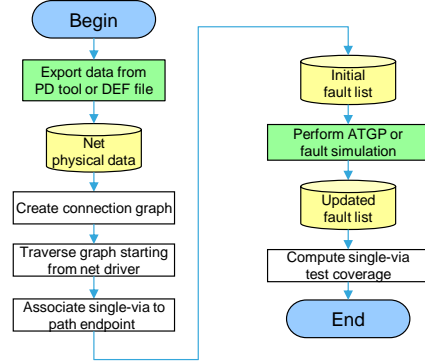 Begin
Export data from
PD tool or DEF file
Net
physical data
Create connection graph
Traverse graph starting
from net driver
Associate single-via to
path endpoint
Initial
fault list
Perform ATGP or
fault simulation
Updated
fault list
Compute single-via
test coverage
End